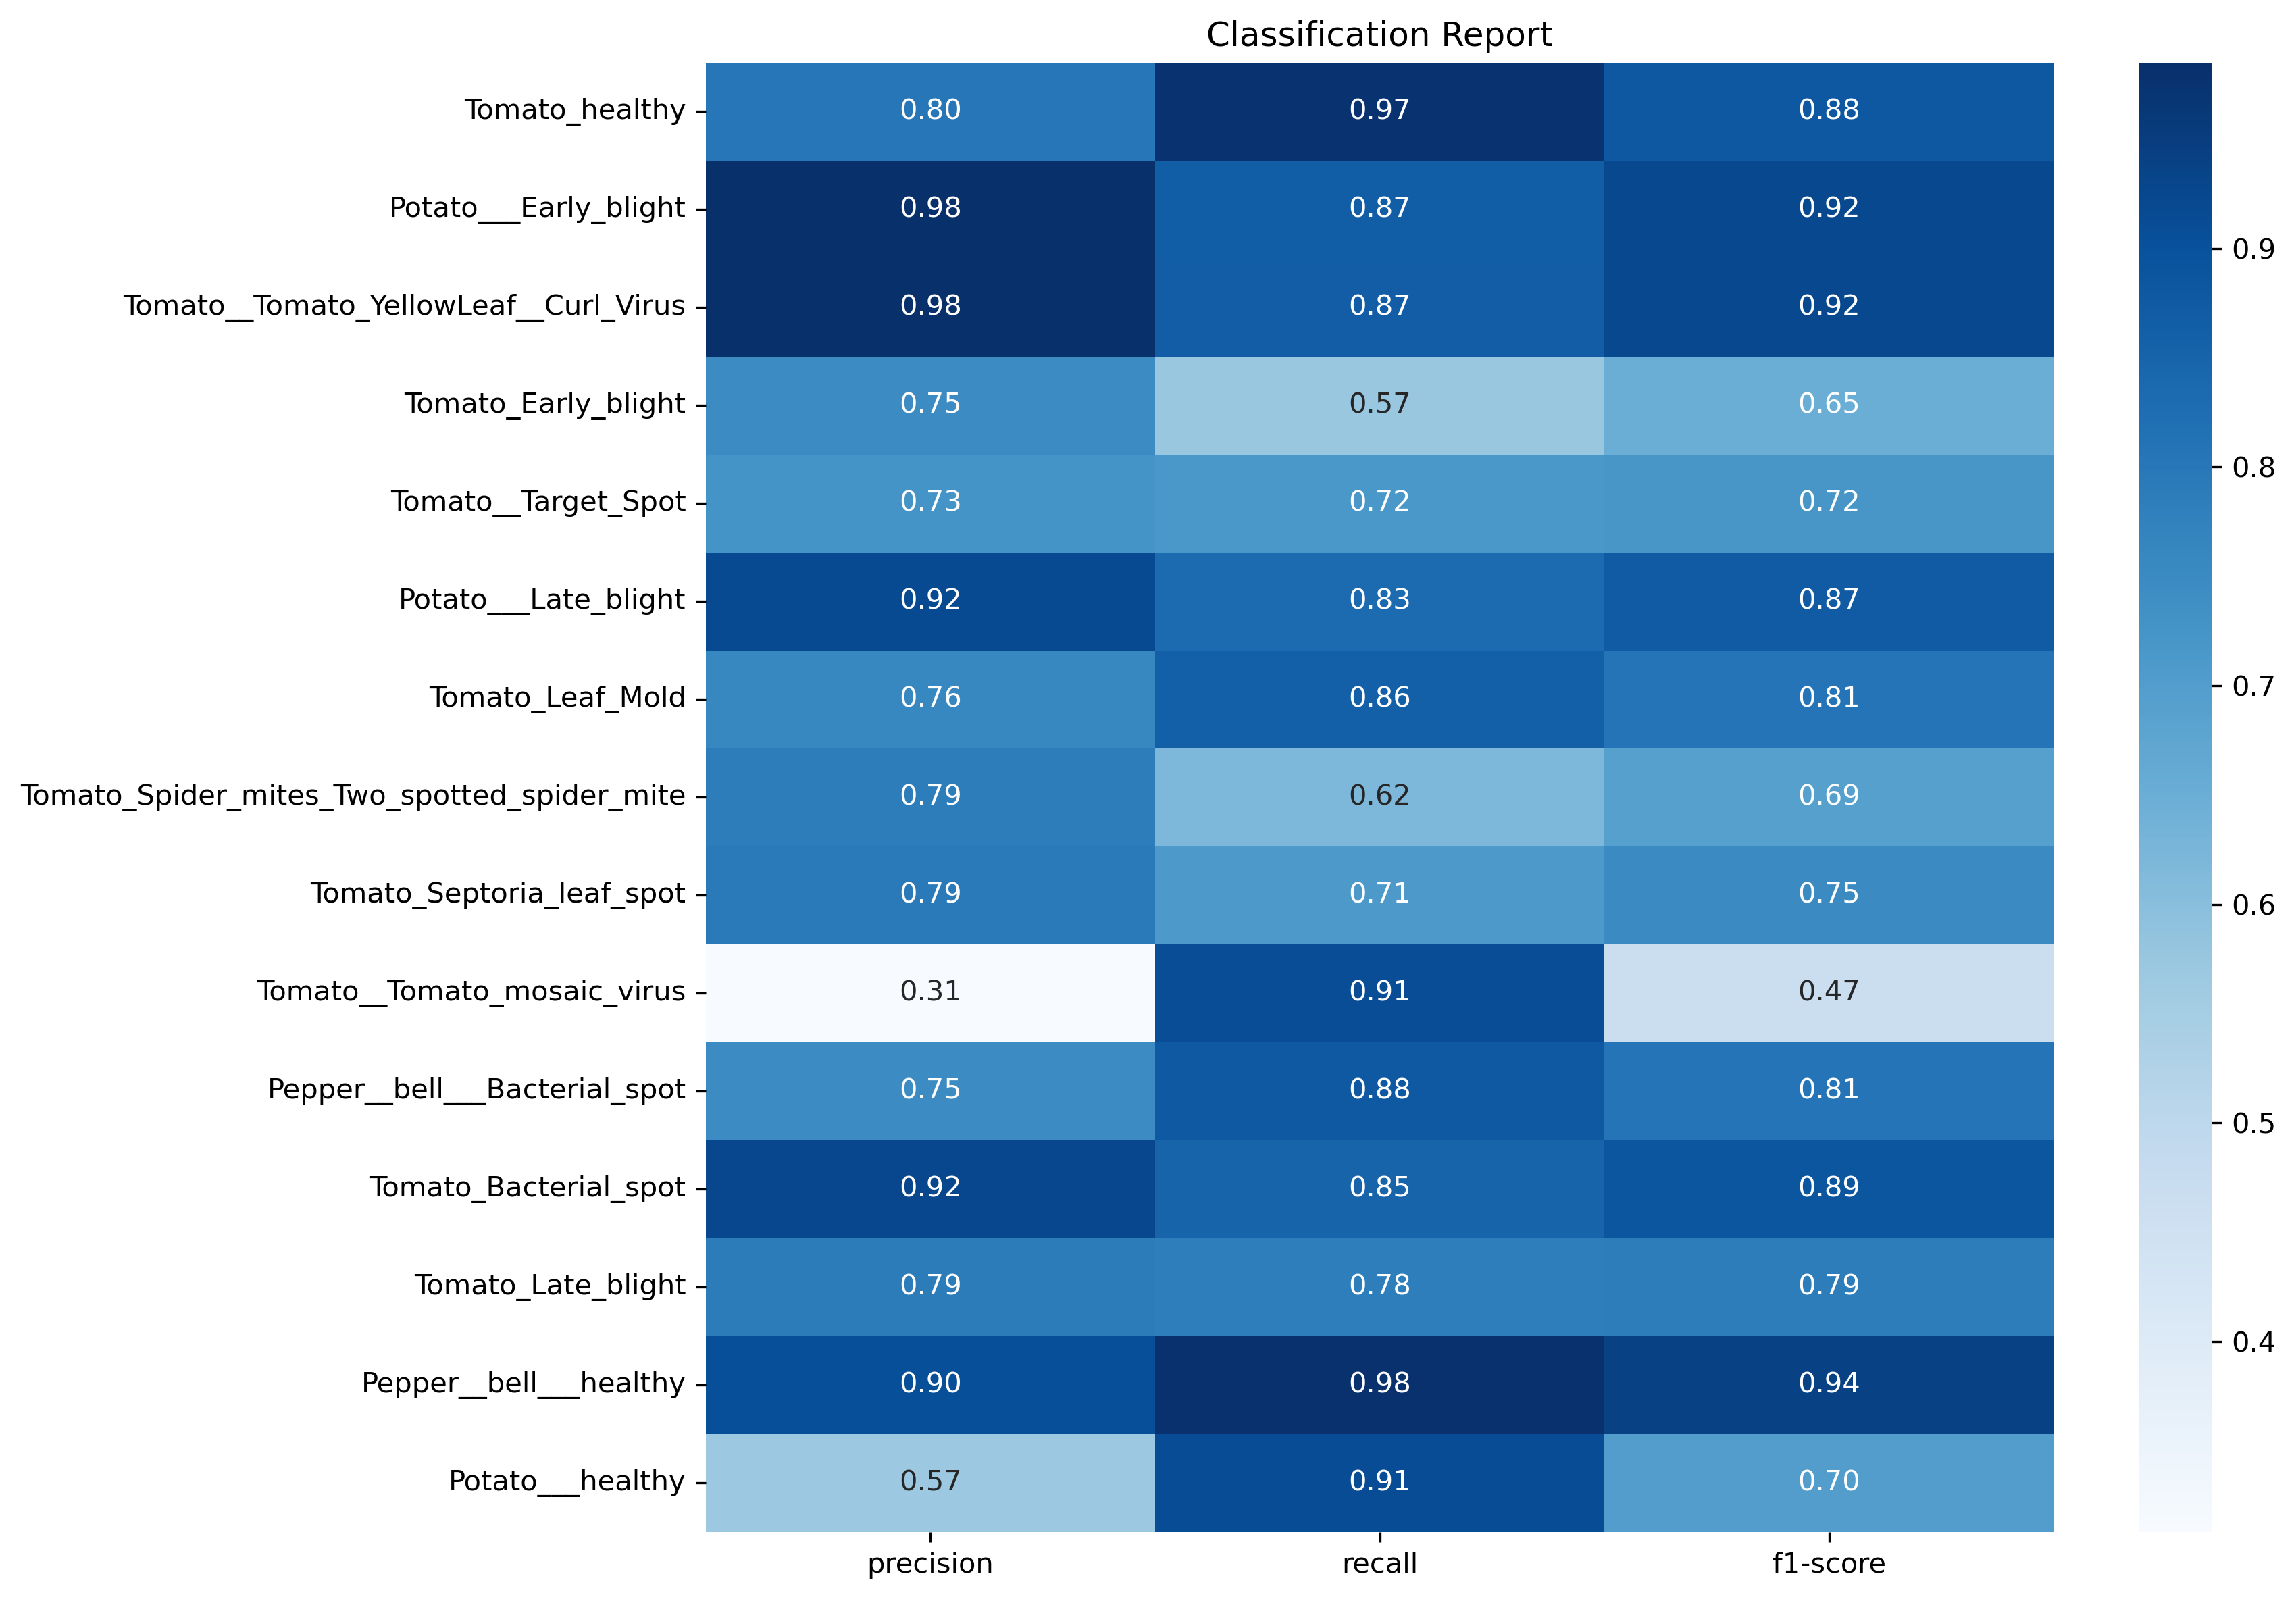 Classification Report
Tomato_healthy 0.80 0.97 0.88
Potato___Early_blight 0.98 0.87 0.92
Tomato__Tomato_YellowLeaf__Curl_Virus 0.98 0.87 0.92
Tomato_Early_blight 0.75 0.57 0.65
Tomato__Target_Spot 0.73 0.72 0.72
Potato___Late_blight 0.92 0.83 0.87
Tomato_Leaf_Mold 0.76 0.86 0.81
Tomato_Spider_mites_Two_spotted_spider_mite 0.79 0.62 0.69
Tomato_Septoria_leaf_spot 0.79 0.71 0.75
Tomato__Tomato_mosaic_virus 0.31 0.91 0.47
Pepper__bell___Bacterial_spot 0.75 0.88 0.81
Tomato_Bacterial_spot 0.92 0.85 0.89
Tomato_Late_blight 0.79 0.78 0.79
Pepper__bell___healthy 0.90 0.98 0.94
Potato___healthy 0.57 0.91 0.70
precision recall f1-score
0.9
0.8
0.7
0.6
0.5
0.4